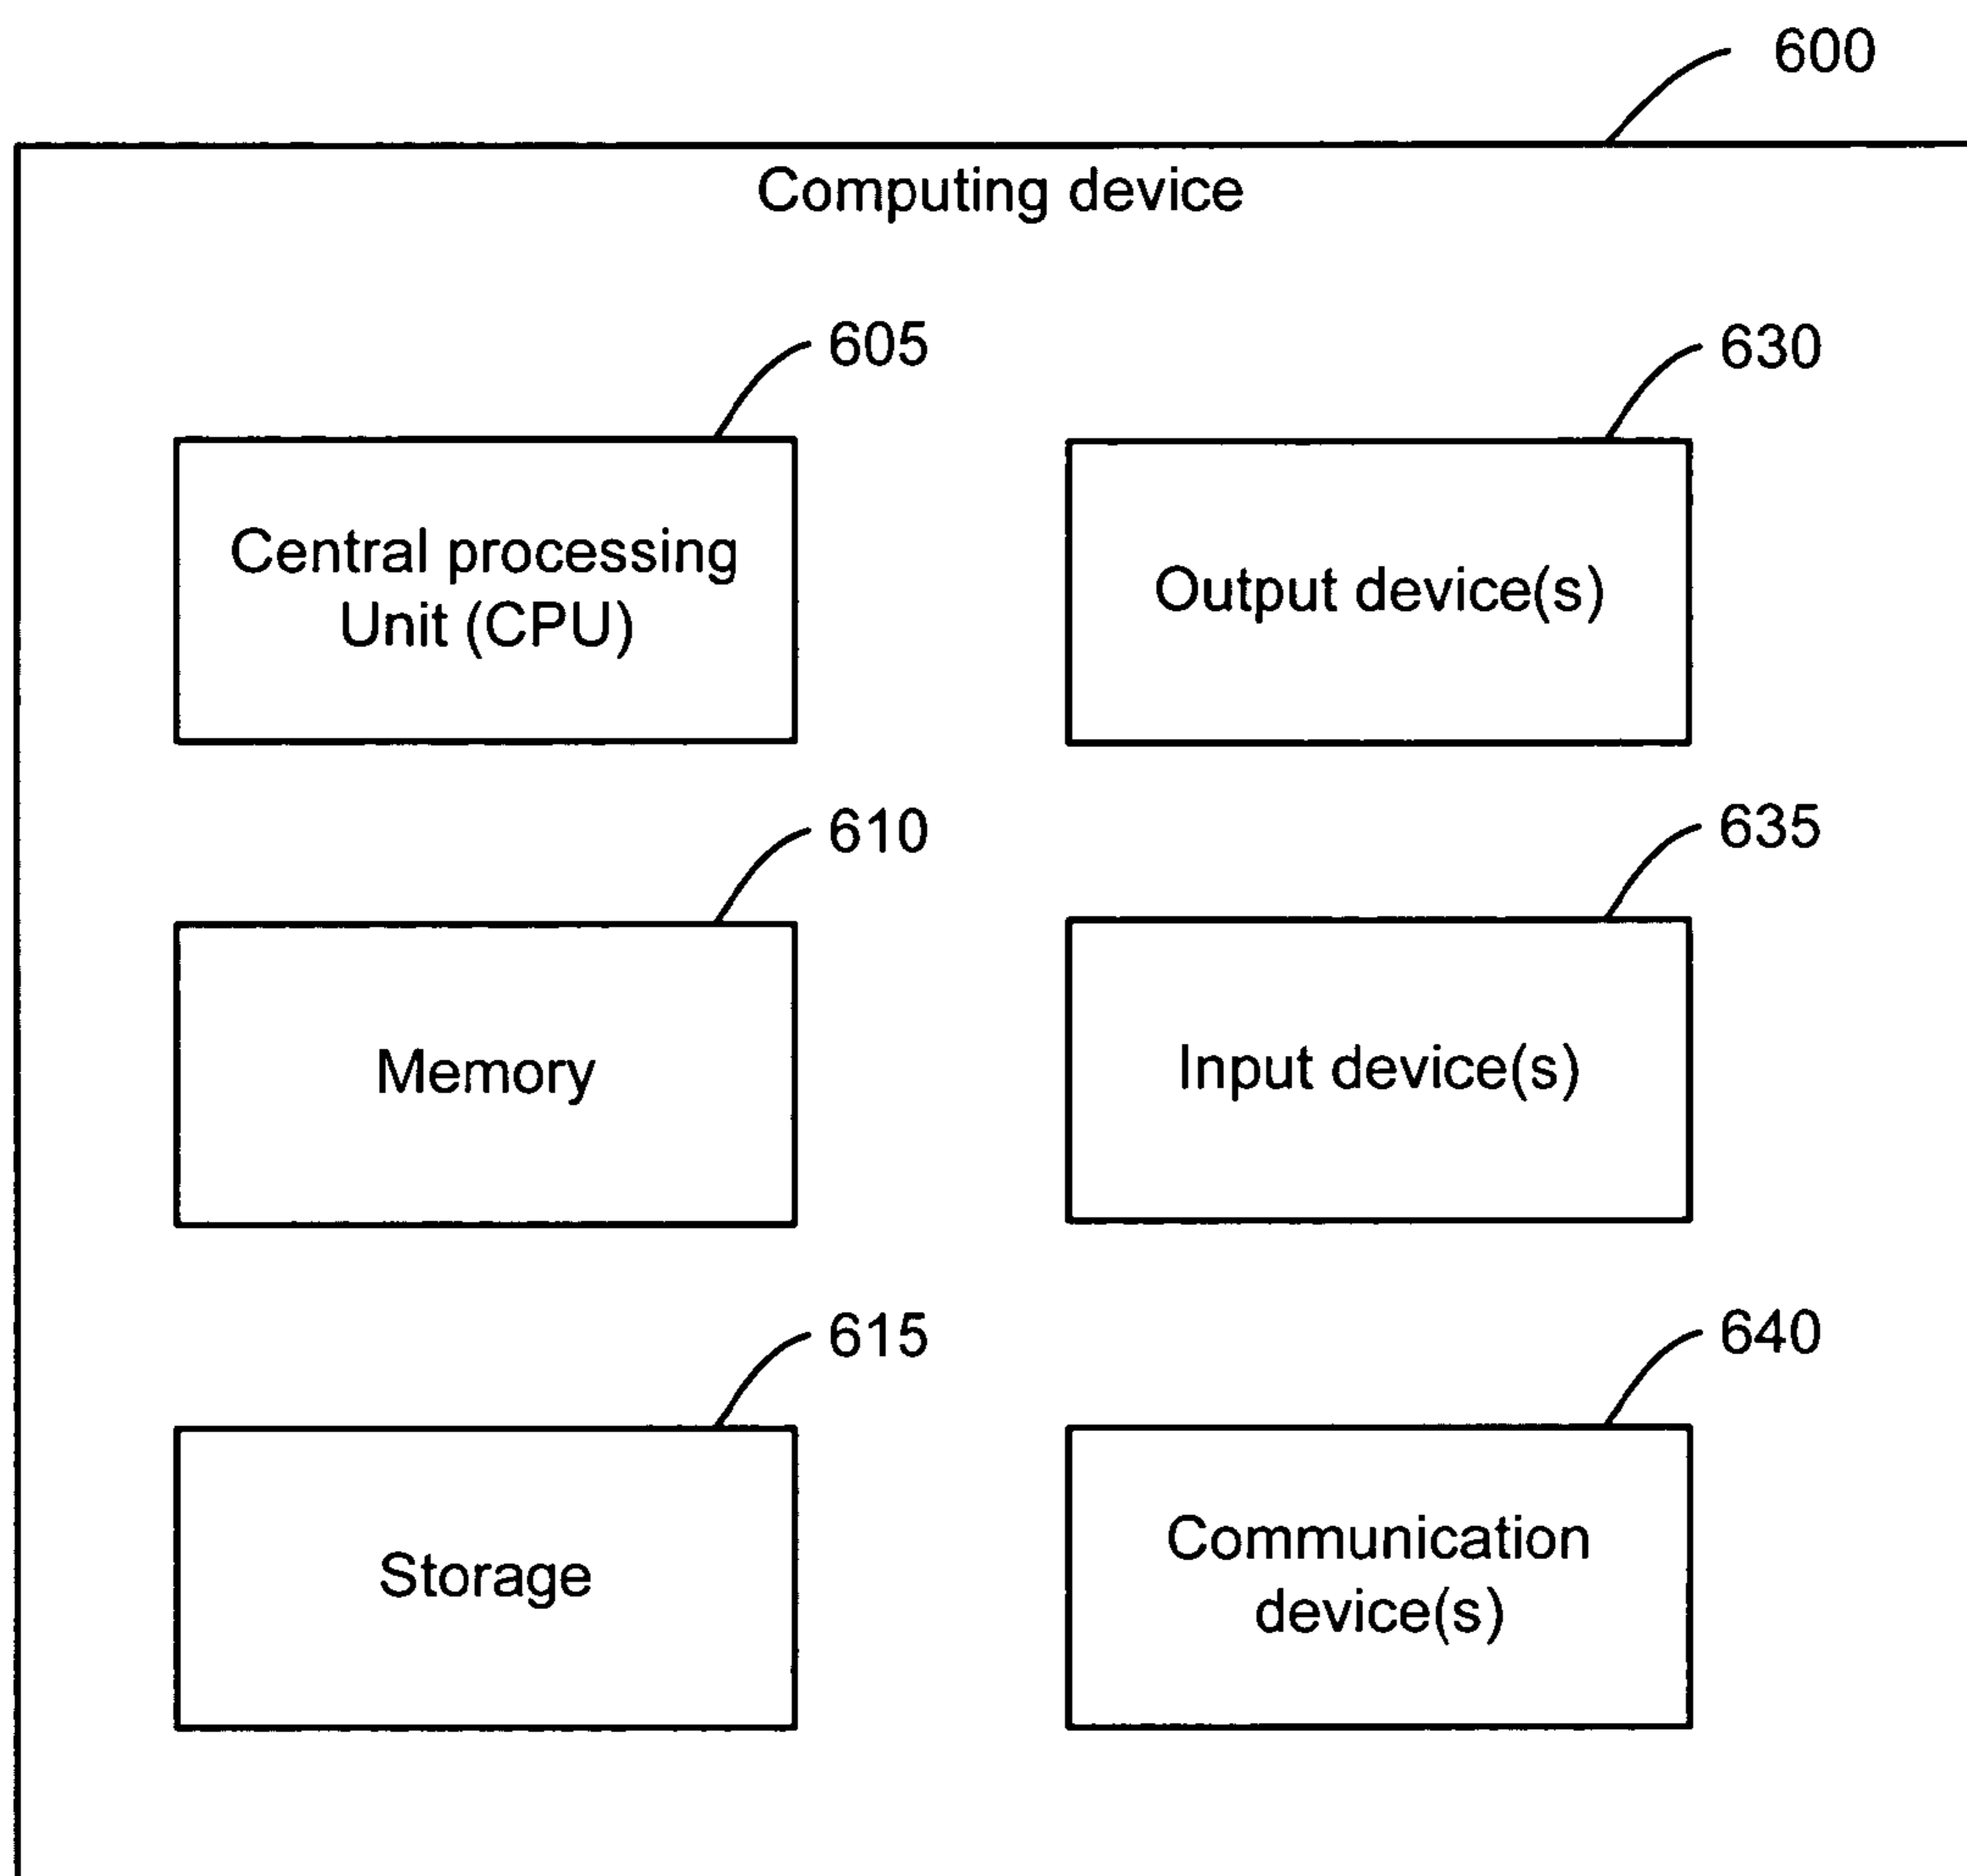 600
Computing device
605
630
Central processing
Unit (CPU)
Output device(s)
610
635
Memory
Input device(s)
615
640
Storage
Communication
device(s)